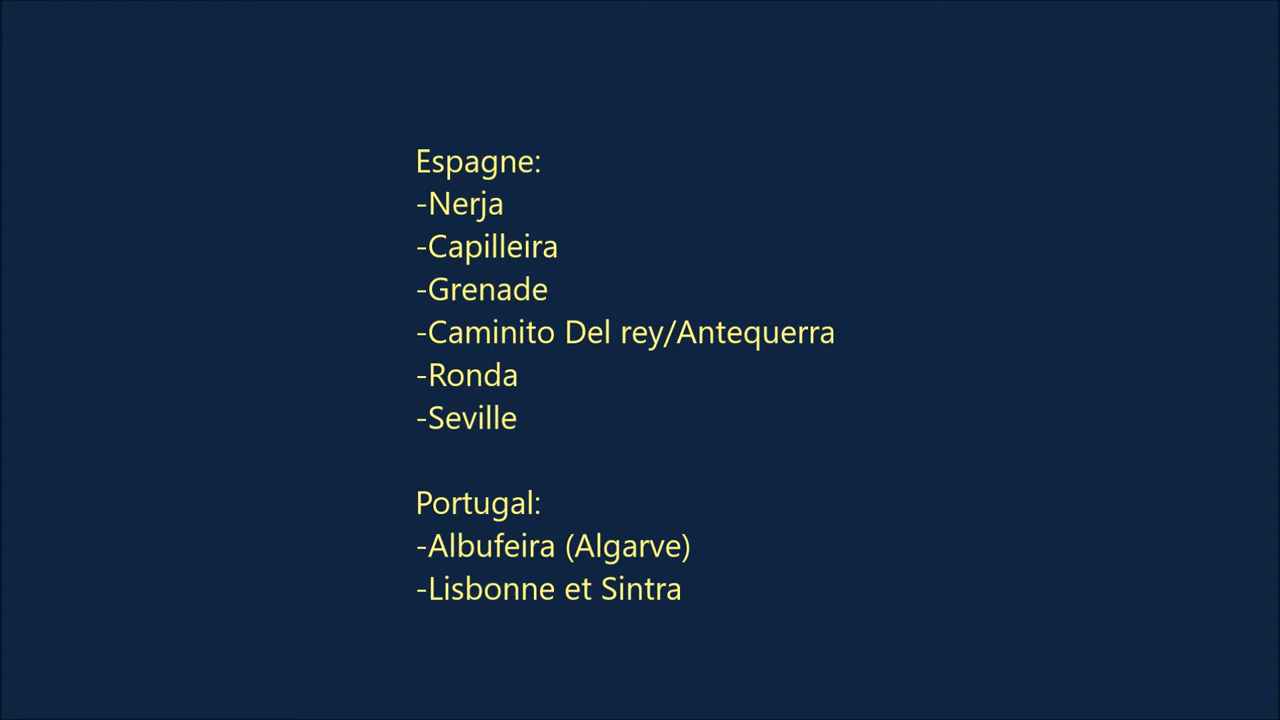 Espagne:
-Nerja
-Capilleira
-Grenade
-Caminito Del rey/Antequerra
-Ronda
-Seville
Portugal:
-Albufeira (Algarve)
-Lisbonne et Sintra